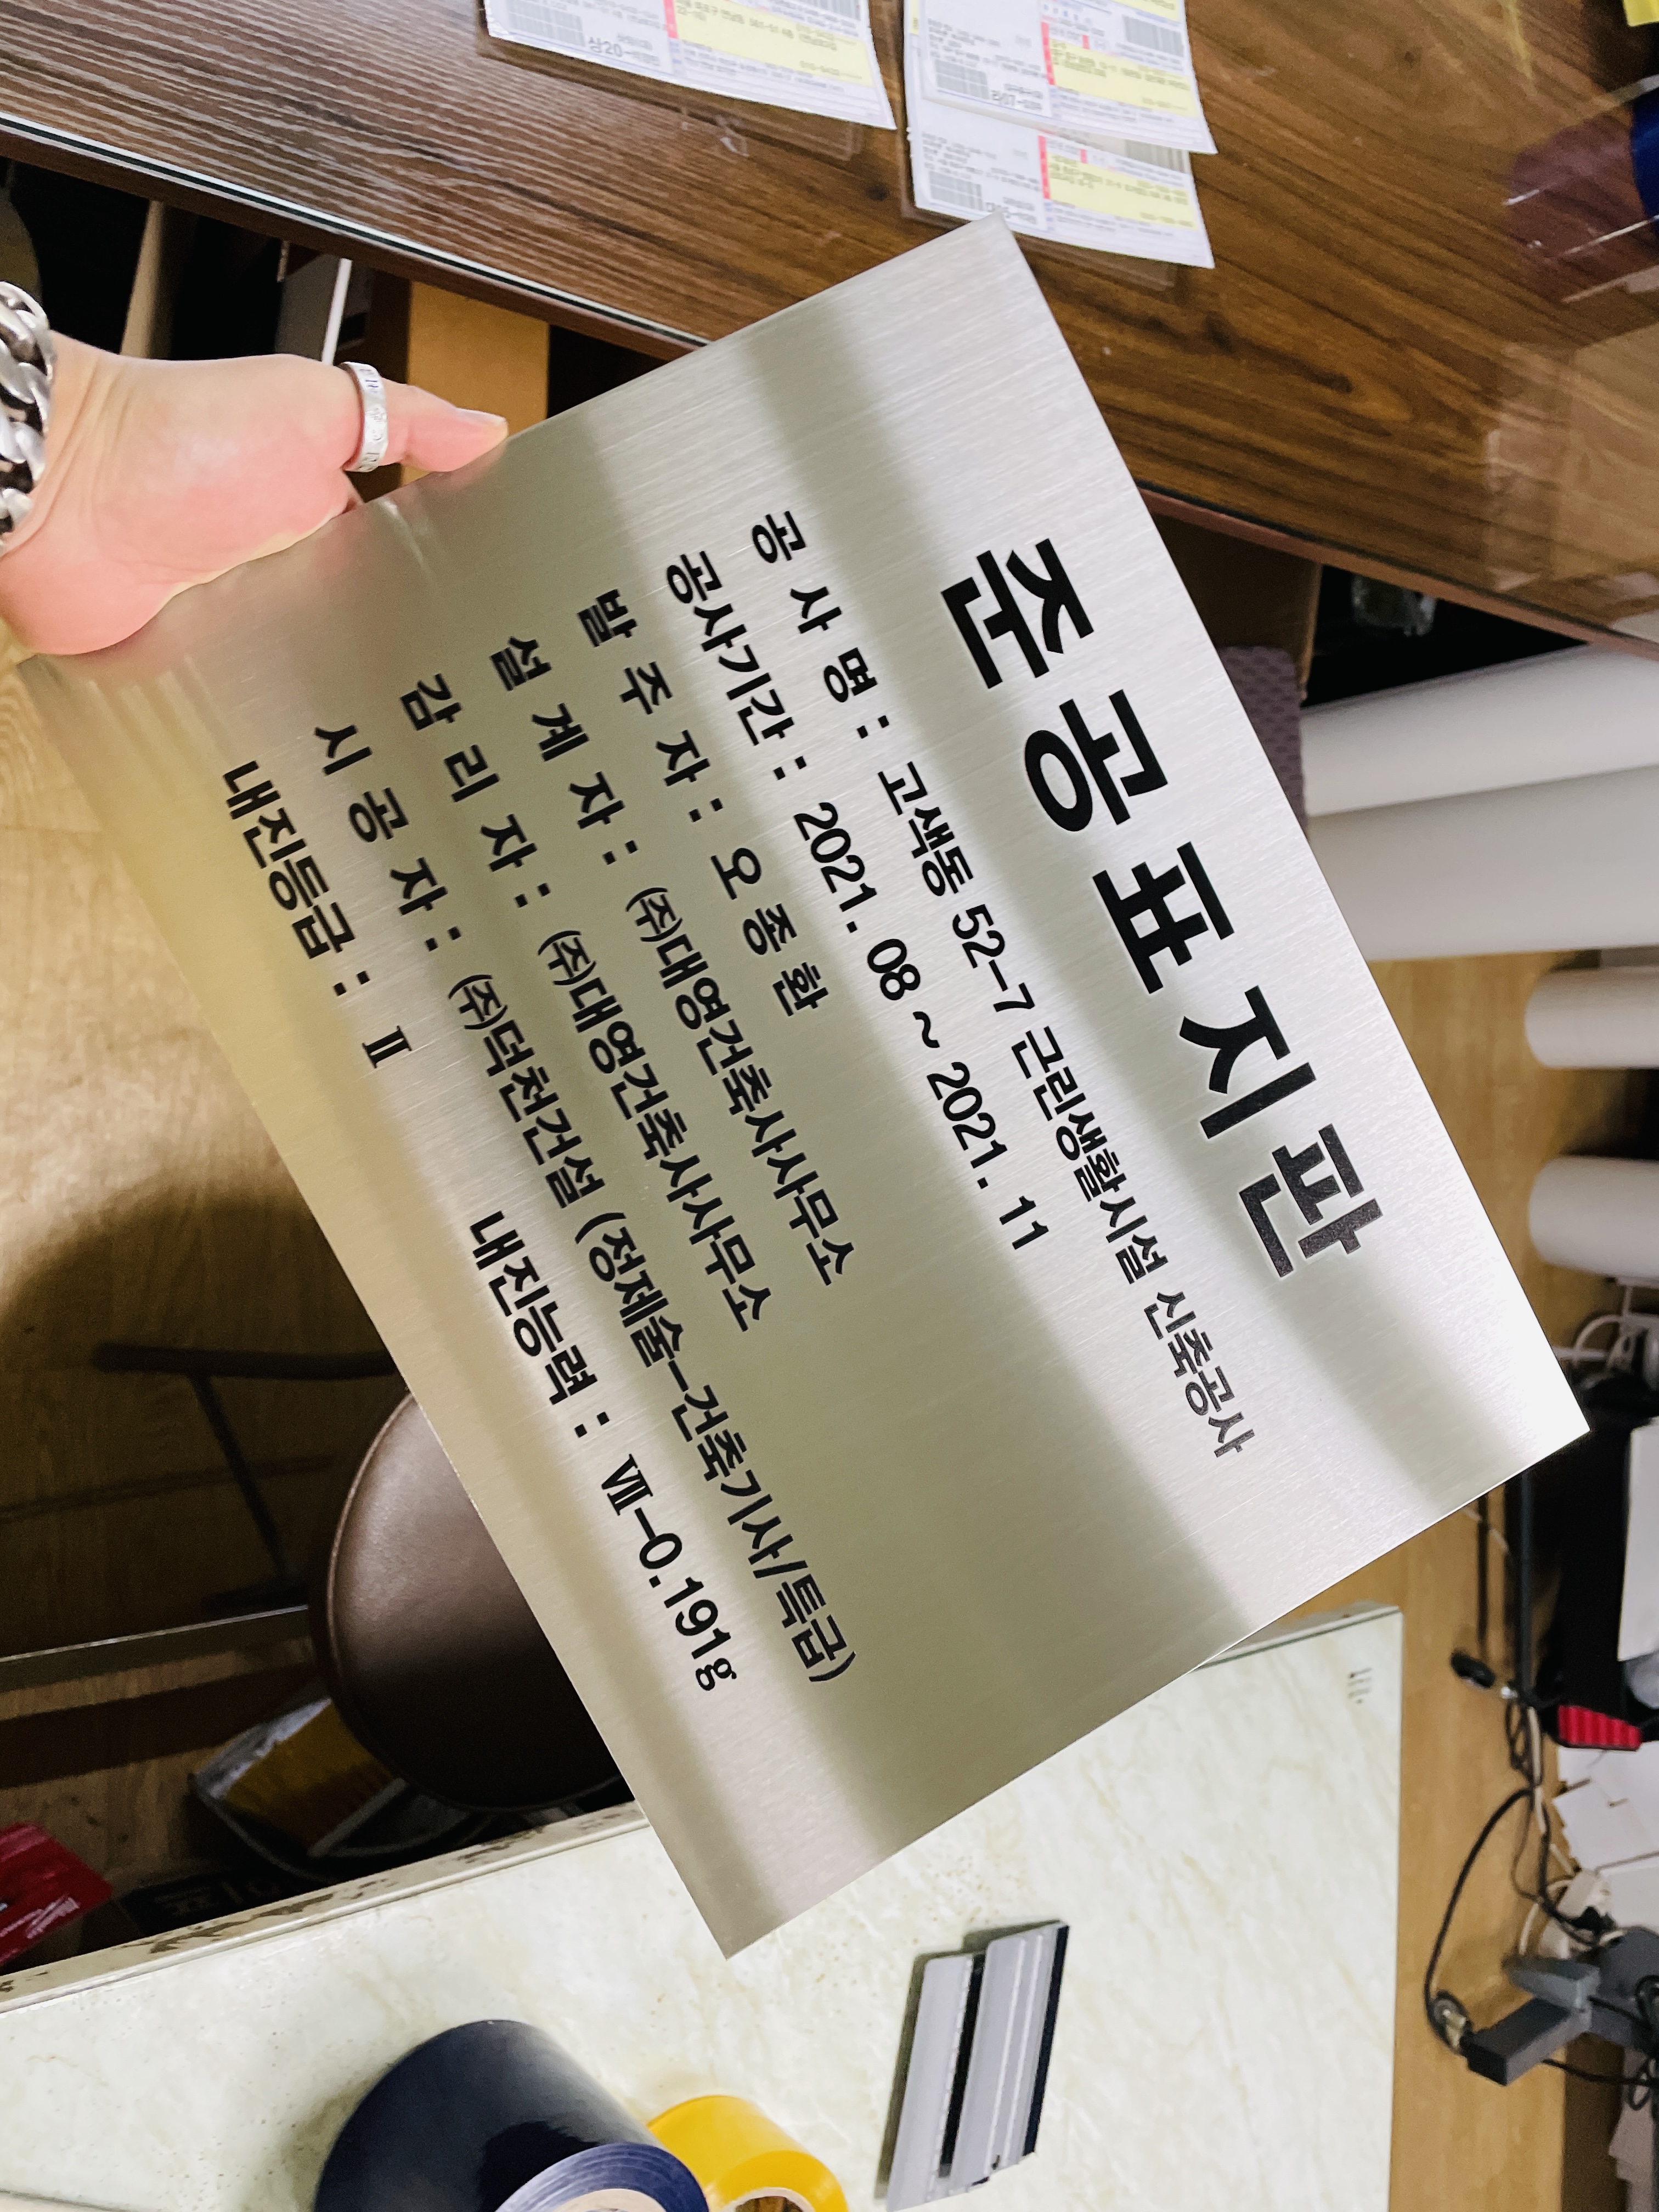 준공표지판
공 사 명 : 고색동 52-7 근린생활시설 신축공사
공사기간 : 2021. 08 ~ 2021. 11
발 주 자 : 오 종 환
설 계 자 : (주)대영건축사사무소
감 리 자 : (주)대영건축사사무소
시 공 자 : (주)덕천건설 (정제술-건축기사/특급)
내진등급 : Ⅱ 내진능력 : Ⅶ-0.191g